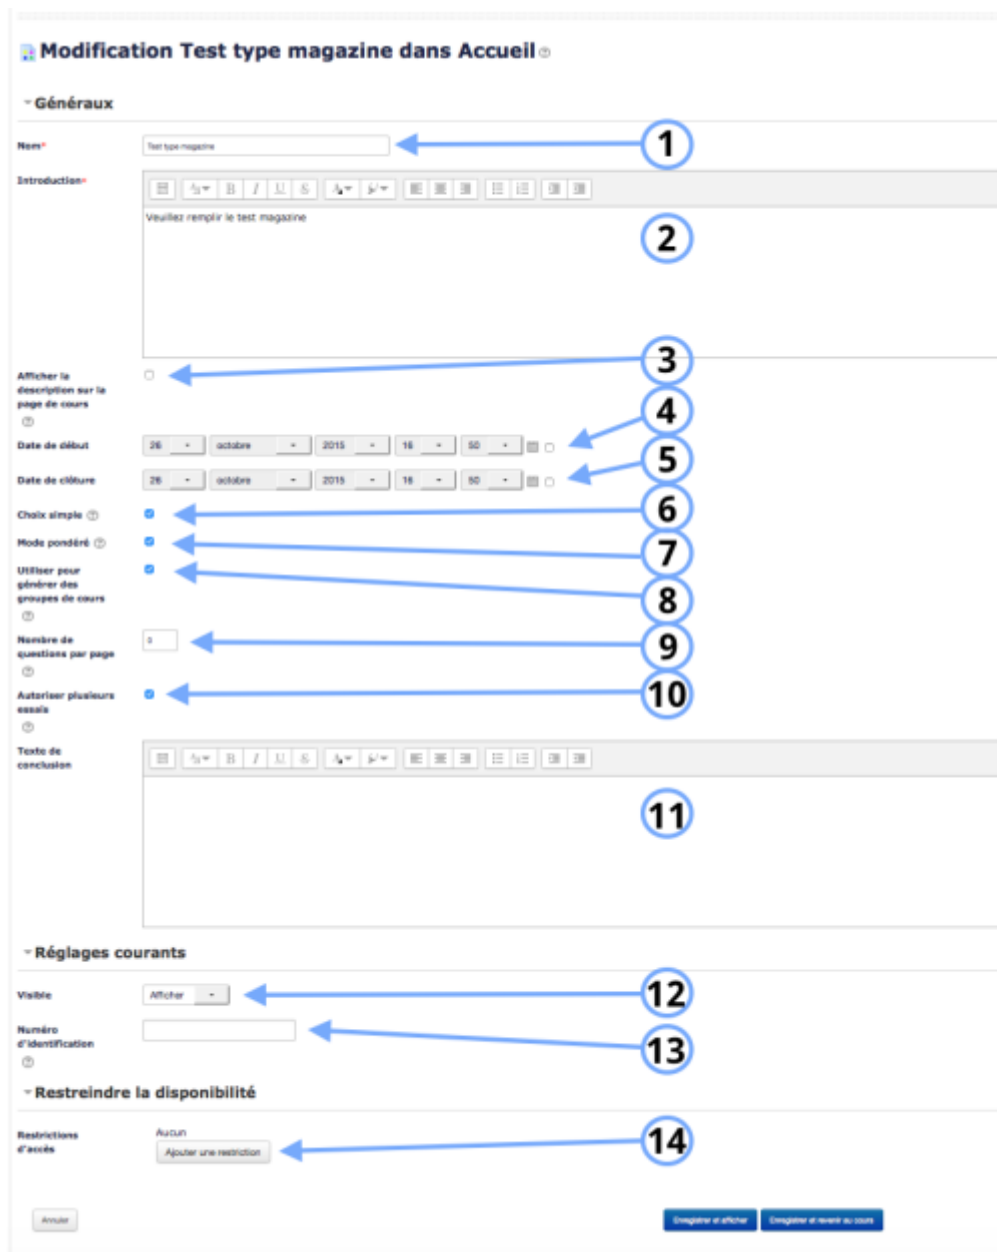 Modification Test type magazine dans Accueil
Généraux
Nom*
Test type magazine
1
Introduction*
B I U S
Veuillez remplir le test magazine
2
Afficher la
description sur la
page de cours
3
4
Date de début
26 octobre 2015 16 50
5
Date de clôture
26 octobre 2015 16 50
Choix simple
6
Mode pondéré
7
Utiliser pour
générer des
groupes de cours
8
Nombre de
questions par page
9
Autoriser plusieurs
essais
10
Texte de
conclusion
B I U S
11
Réglages courants
Visible
Afficher
12
Numéro
d'identification
13
Restreindre la disponibilité
Restrictions
d'accès
Aucun
Ajouter une restriction
14
Annuler
Enregistrer et afficher
Enregistrer et revenir au cours